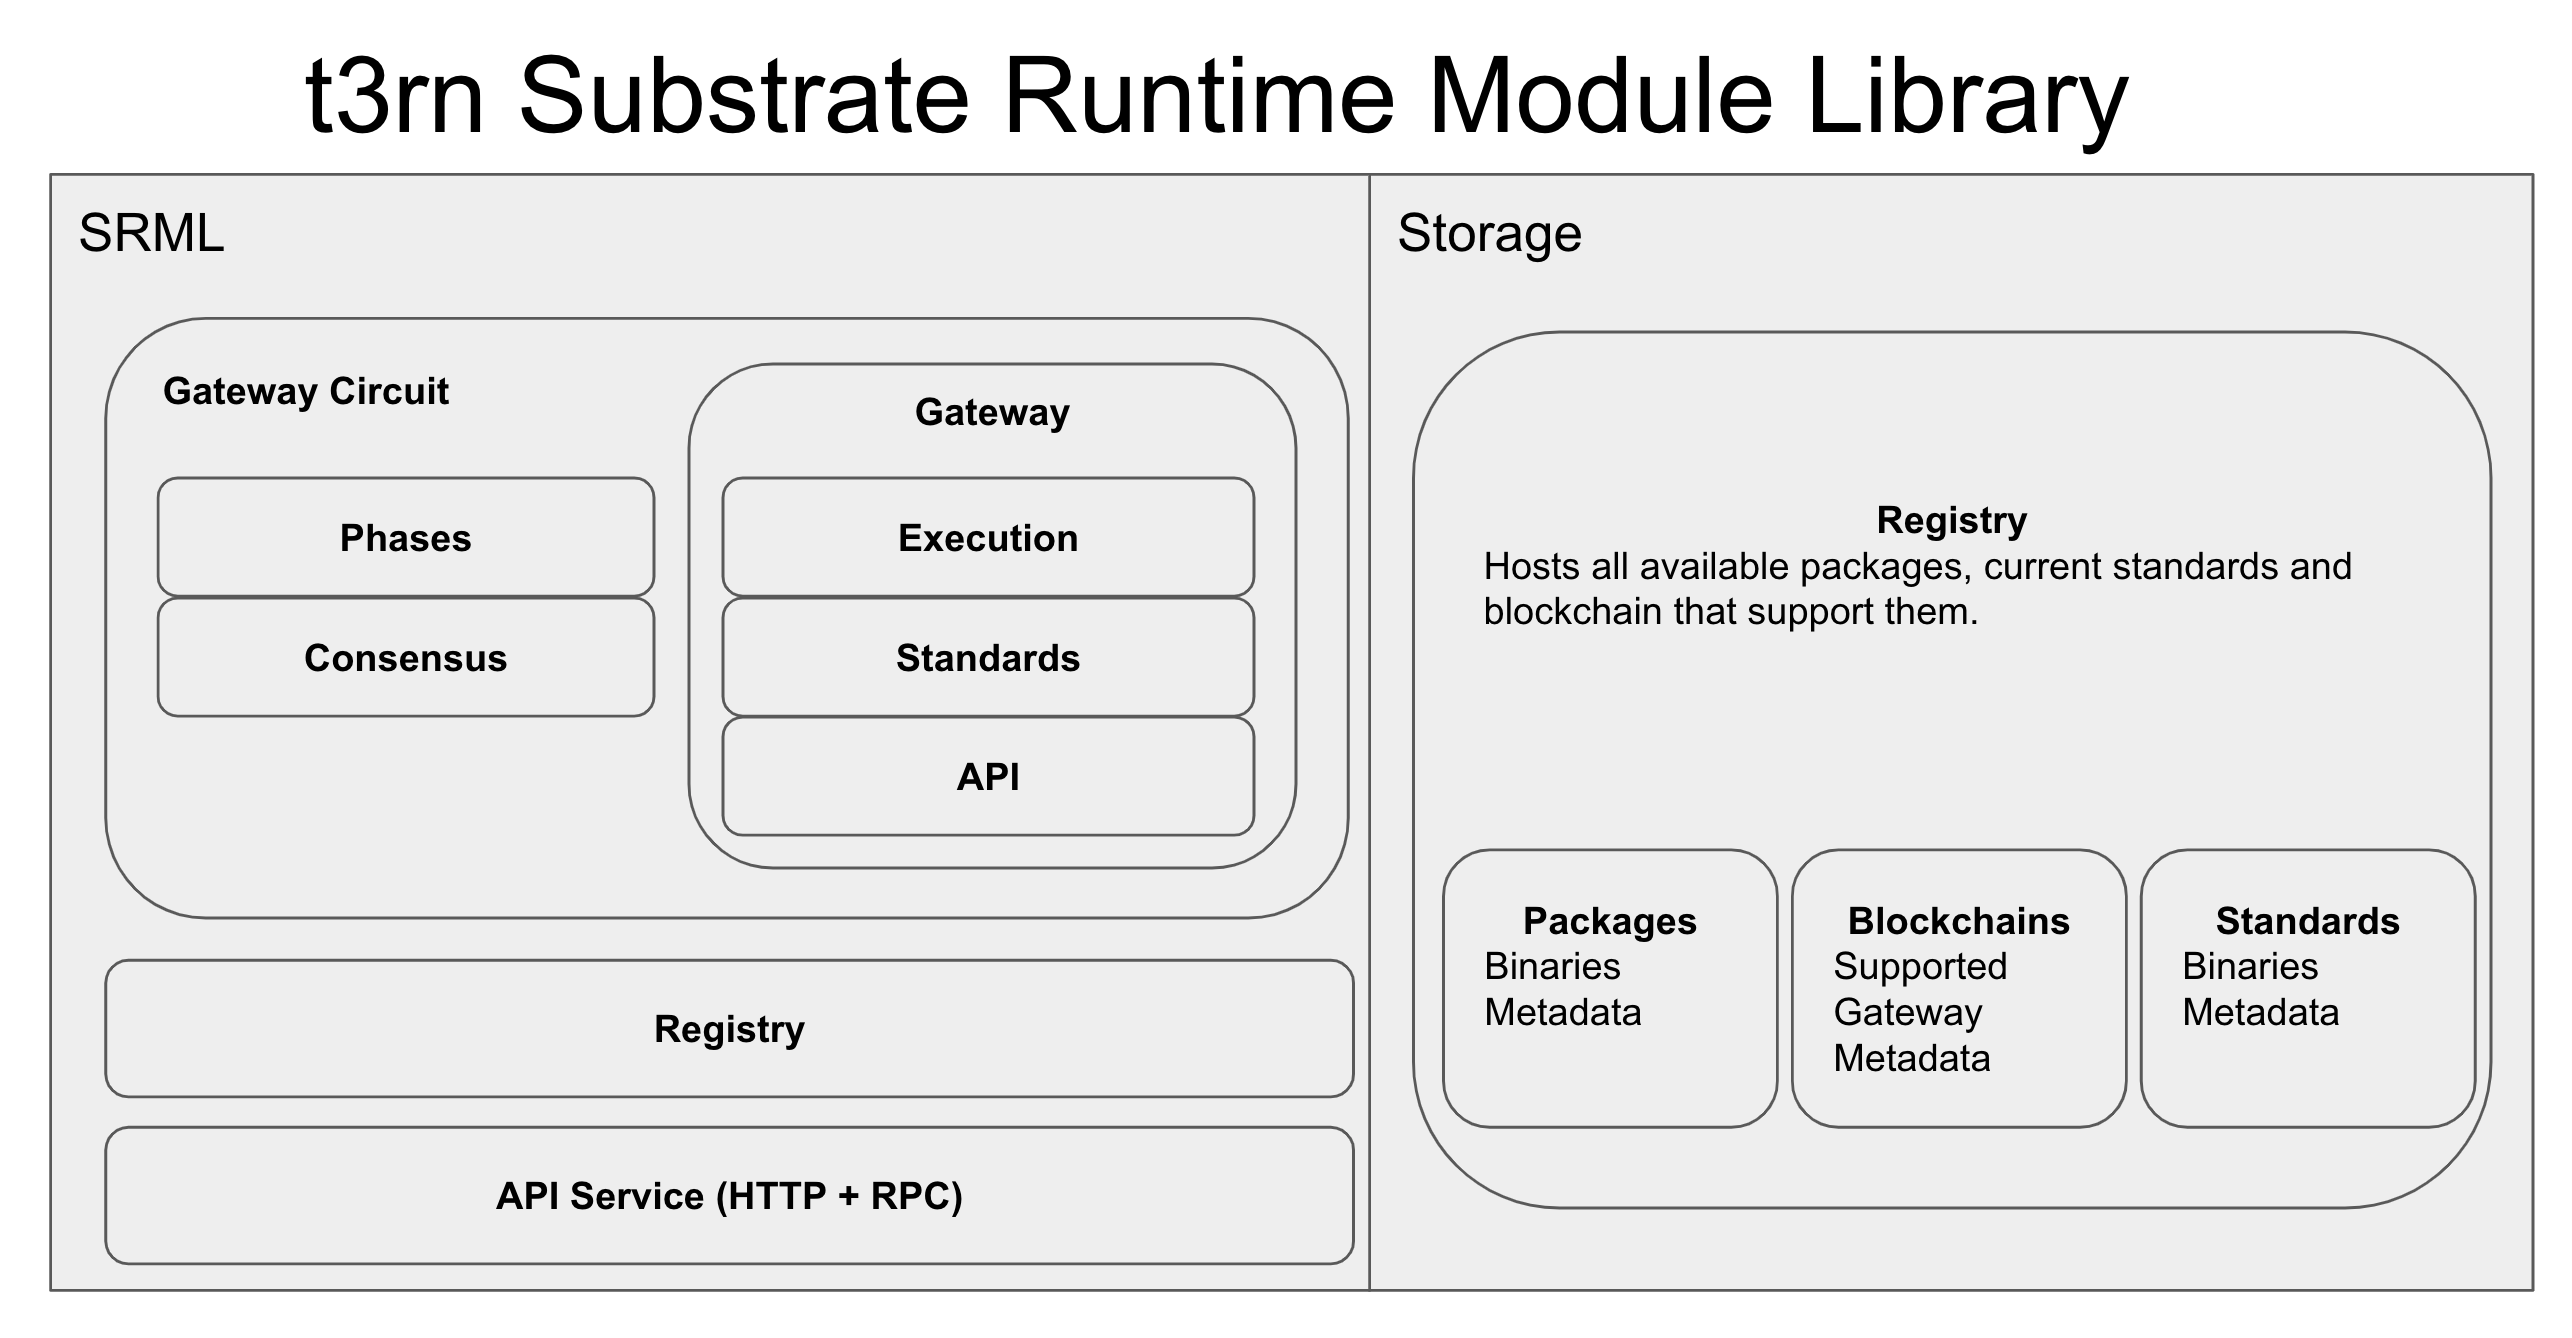 t3rn Substrate Runtime Module Library
SRML
Gateway Circuit
Phases
Consensus
Gateway
Execution
Standards
API
Registry
API Service (HTTP + RPC)
Storage
Registry
Hosts all available packages, current standards and
blockchain that support them.
Packages
Binaries
Metadata
Blockchains
Supported
Gateway
Metadata
Standards
Binaries
Metadata